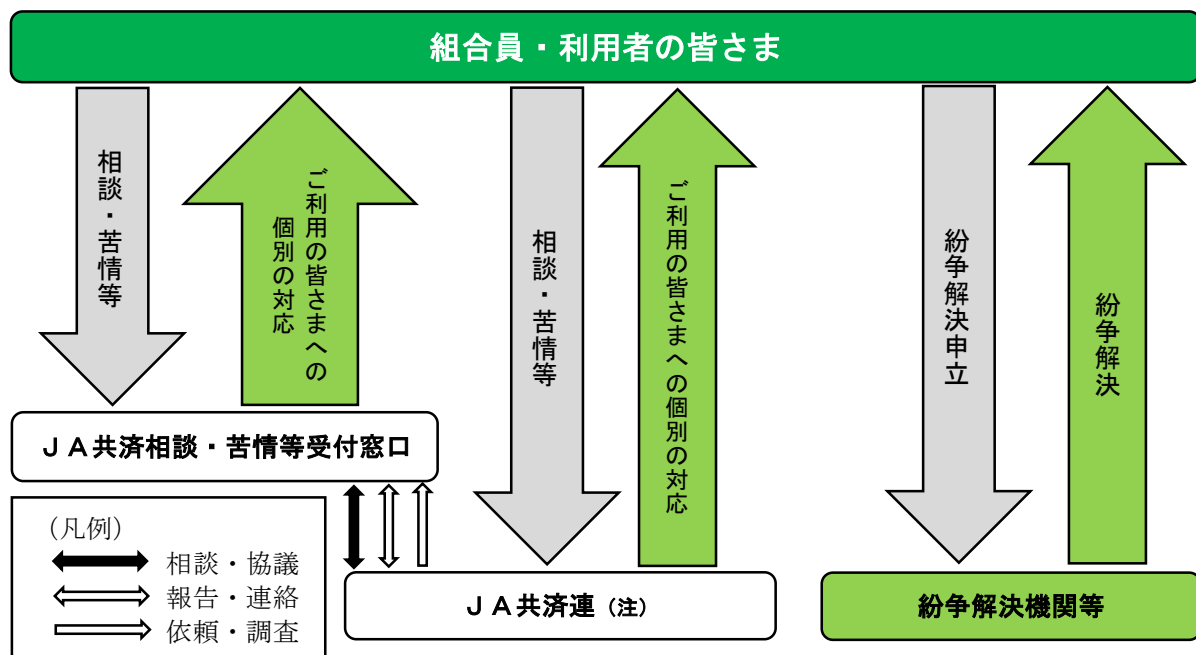 組合員・利用者の皆さま
相談・苦情等
ご利用の皆さまへの
個別の対応
相談・苦情等
ご利用の皆さまへの個別の対応
紛争解決申立
紛争解決
ＪＡ共済相談・苦情等受付窓口
(凡例)
相談・協議
報告・連絡
依頼・調査
ＪＡ共済連（注）
紛争解決機関等